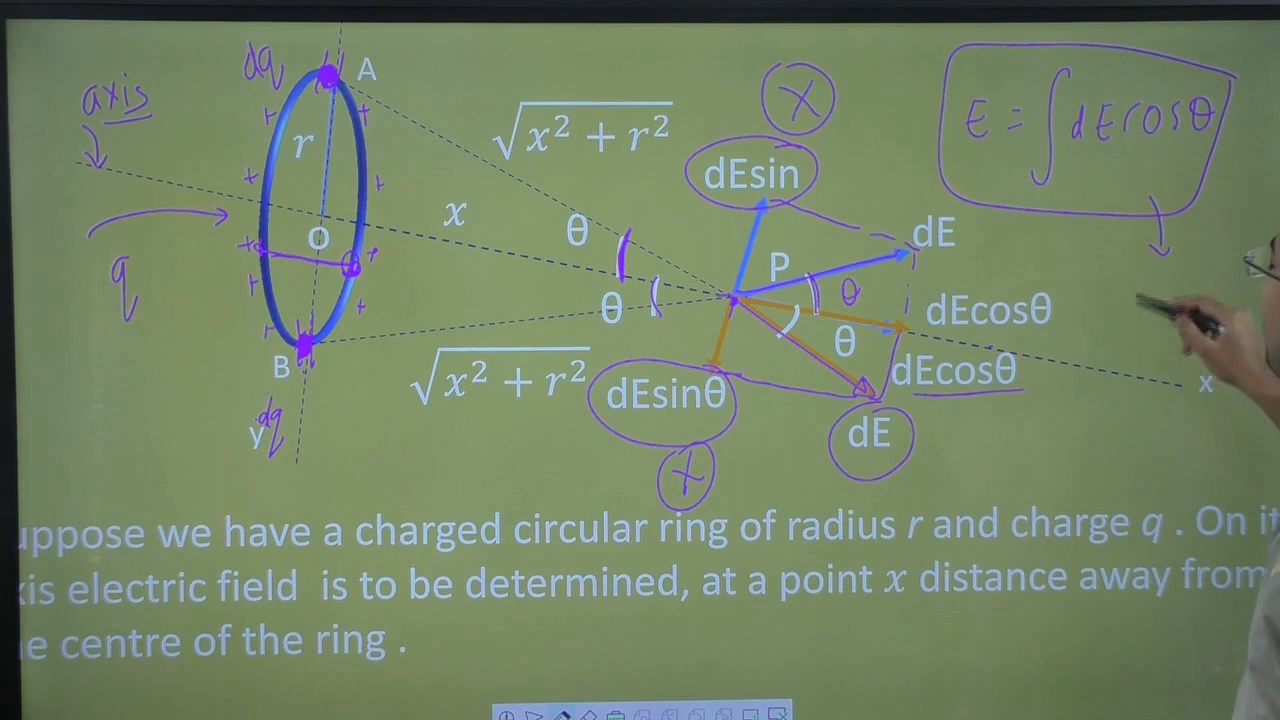 dq
A
axis
r
√x² + r²
X
dEsin
E = ∫dEcosθ
x
θ
P
dE
θ
O
q
θ
θ
dEcosθ
dEcosθ
x
B
√x² + r²
dEsinθ
dE
y
dq
X
+ + + + + + + + + +
uppose we have a charged circular ring of radius r and charge q . On it
xis electric field is to be determined, at a point x distance away from
e centre of the ring .